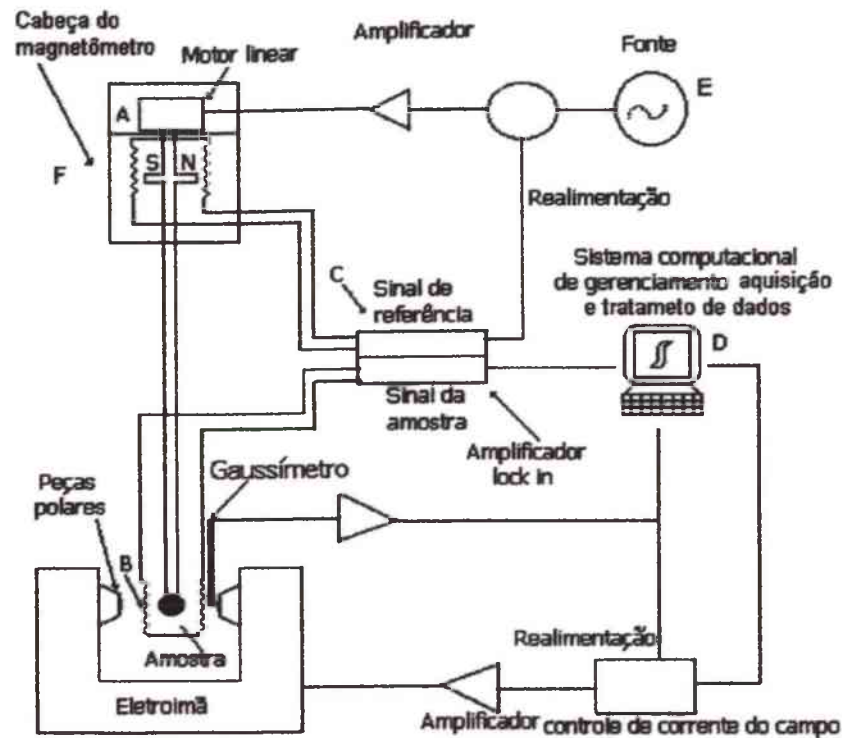 Cabeça do
magnetômetro
Motor linear
Amplificador
Fonte
A
E
S N
F
Realimentação
Sistema computacional
de gerenciamento aquisição
e tratameto de dados
C
Sinal de
referência
D
Sinal da
amostra
Amplificador
lock in
Gaussímetro
Peças
polares
B
Amostra
Eletroimã
Realimentação
Amplificador
controle de corrente do campo